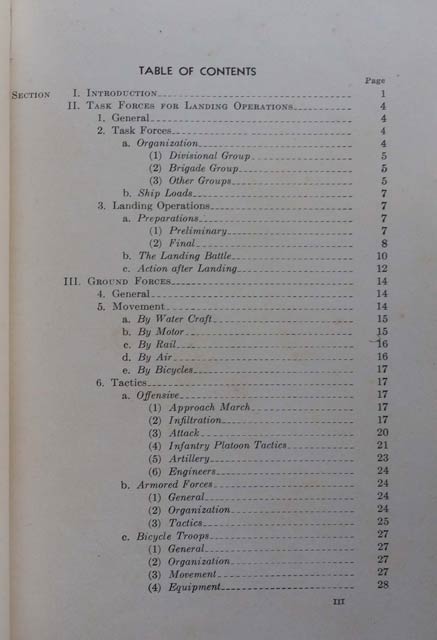 TABLE OF CONTENTS
Page
SECTION I. INTRODUCTION 1
II. TASK FORCES FOR LANDING OPERATIONS 4
1. General 4
2. Task Forces 4
a. Organization 4
(1) Divisional Group 5
(2) Brigade Group 5
(3) Other Groups 5
b. Ship Loads 7
3. Landing Operations 7
a. Preparations 7
(1) Preliminary 7
(2) Final 8
b. The Landing Battle 10
c. Action after Landing 12
III. GROUND FORCES 14
4. General 14
5. Movement 14
a. By Water Craft 15
b. By Motor 15
c. By Rail 16
d. By Air 16
e. By Bicycles 17
6. Tactics 17
a. Offensive 17
(1) Approach March 17
(2) Infiltration 17
(3) Attack 20
(4) Infantry Platoon Tactics 21
(5) Artillery 23
(6) Engineers 24
b. Armored Forces 24
(1) General 24
(2) Organization 24
(3) Tactics 25
c. Bicycle Troops 27
(1) General 27
(2) Organization 27
(3) Movement 27
(4) Equipment 28
III